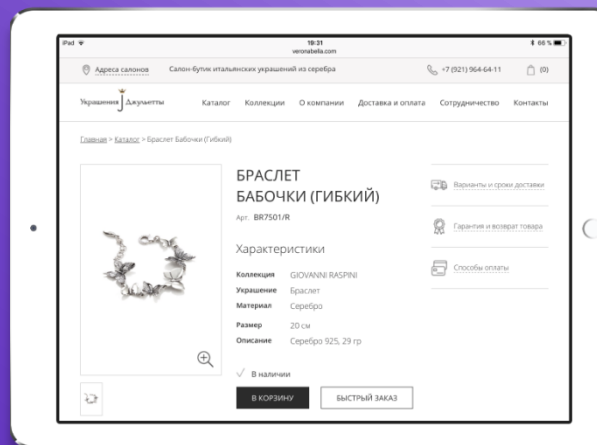 iPad
19:31
66 %
veronabella.com
Адреса салонов
Салон-бутик итальянских украшений из серебра
+7 (921) 964-64-11
(0)
Украшения Джульетты
Каталог
Коллекции
О компании
Доставка и оплата
Сотрудничество
Контакты
Главная > Каталог > Браслет Бабочки (Гибкий)
БРАСЛЕТ
БАБОЧКИ (ГИБКИЙ)
Арт. BR7501/R
Характеристики
Коллекция GIOVANNI RASPINI
Украшение Браслет
Материал Серебро
Размер 20 см
Описание Серебро 925, 29 гр
В наличии
В КОРЗИНУ
БЫСТРЫЙ ЗАКАЗ
Варианты и сроки доставки
Гарантия и возврат товара
Способы оплаты